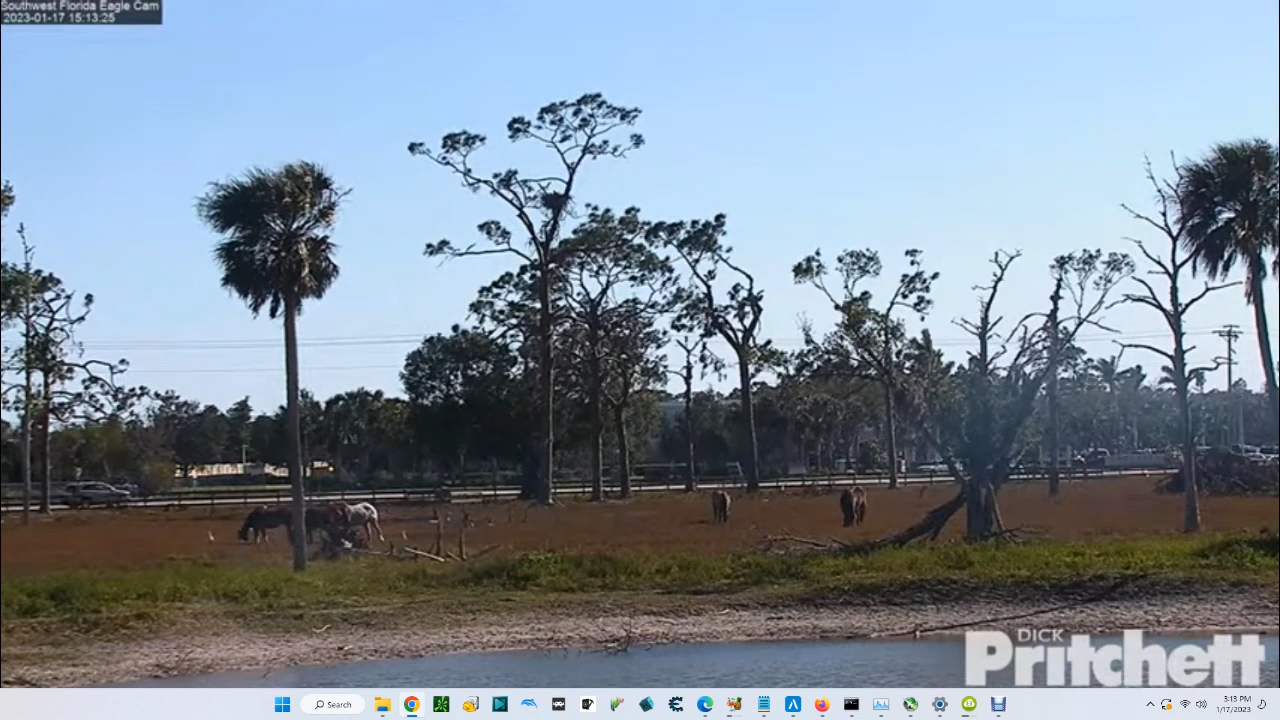 Southwest Florida Eagle Cam
2023-01-17 15:13:25
DICK
Pritchett
Search
3:13 PM
1/17/2023